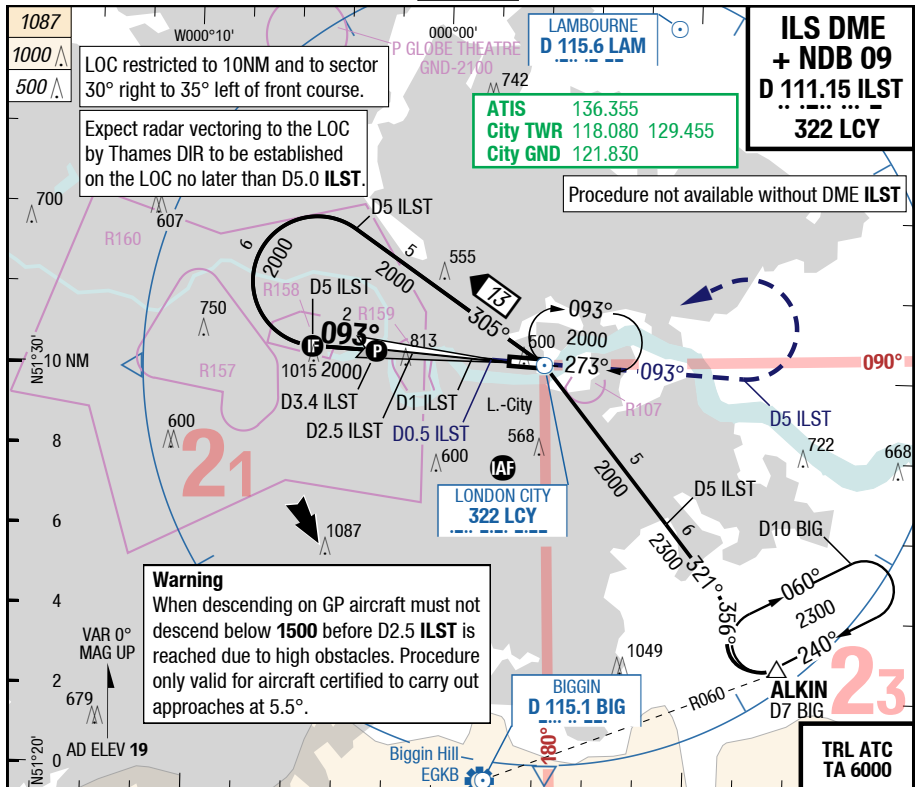 1087
1000
500
W000°10'
000°00'
P GLOBE THEATRE
GND-2100
LAMBOURNE
D 115.6 LAM
ILS DME
+ NDB 09
D 111.15 ILST
322 LCY
LOC restricted to 10NM and to sector
30° right to 35° left of front course.
742
ATIS 136.355
City TWR 118.080 129.455
City GND 121.830
Expect radar vectoring to the LOC
by Thames DIR to be established
on the LOC no later than D5.0 ILST.
Procedure not available without DME ILST
700
607
R160
D5 ILST
6
2000
5
2000
555
13
305°
R158
D5 ILST
750
2
093°
R159
813
093°
2000
500
273°
093°
090°
N51°30'
10 NM
IF
P
1015
2000
R157
D3.4 ILST
D1 ILST
L.-City
R107
D2.5 ILST
D0.5 ILST
D5 ILST
600
8
21
600
568
IAF
5
2000
722
668
LONDON CITY
322 LCY
D5 ILST
6
1087
6
2300
D10 BIG
321°
356°
060°
2300
240°
Warning
When descending on GP aircraft must not
descend below 1500 before D2.5 ILST is
reached due to high obstacles. Procedure
only valid for aircraft certified to carry out
approaches at 5.5°.
4
VAR 0°
MAG UP
1049
2
679
BIGGIN
D 115.1 BIG
R060
ALKIN
D7 BIG
23
180°
AD ELEV 19
0
N51°20'
Biggin Hill
EGKB
TRL ATC
TA 6000